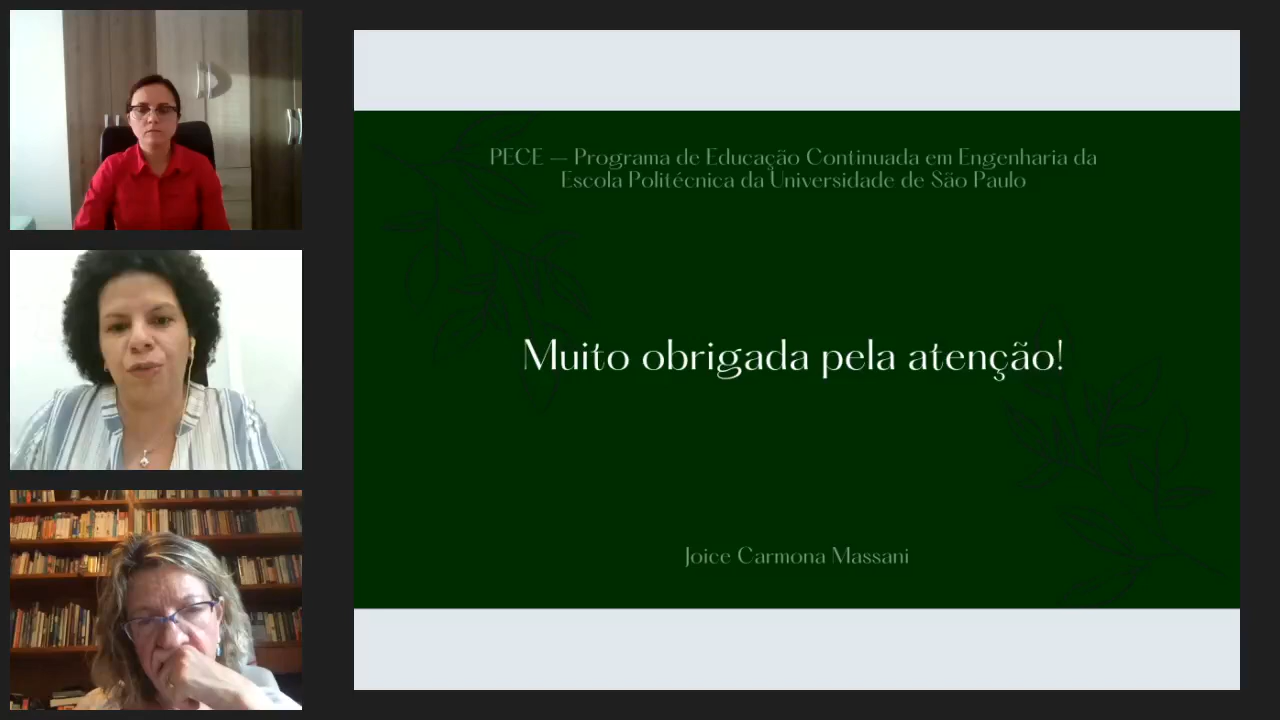 PECE — Programa de Educação Continuada em Engenharia da
Escola Politécnica da Universidade de São Paulo
Muito obrigada pela atenção!
Joice Carmona Massani